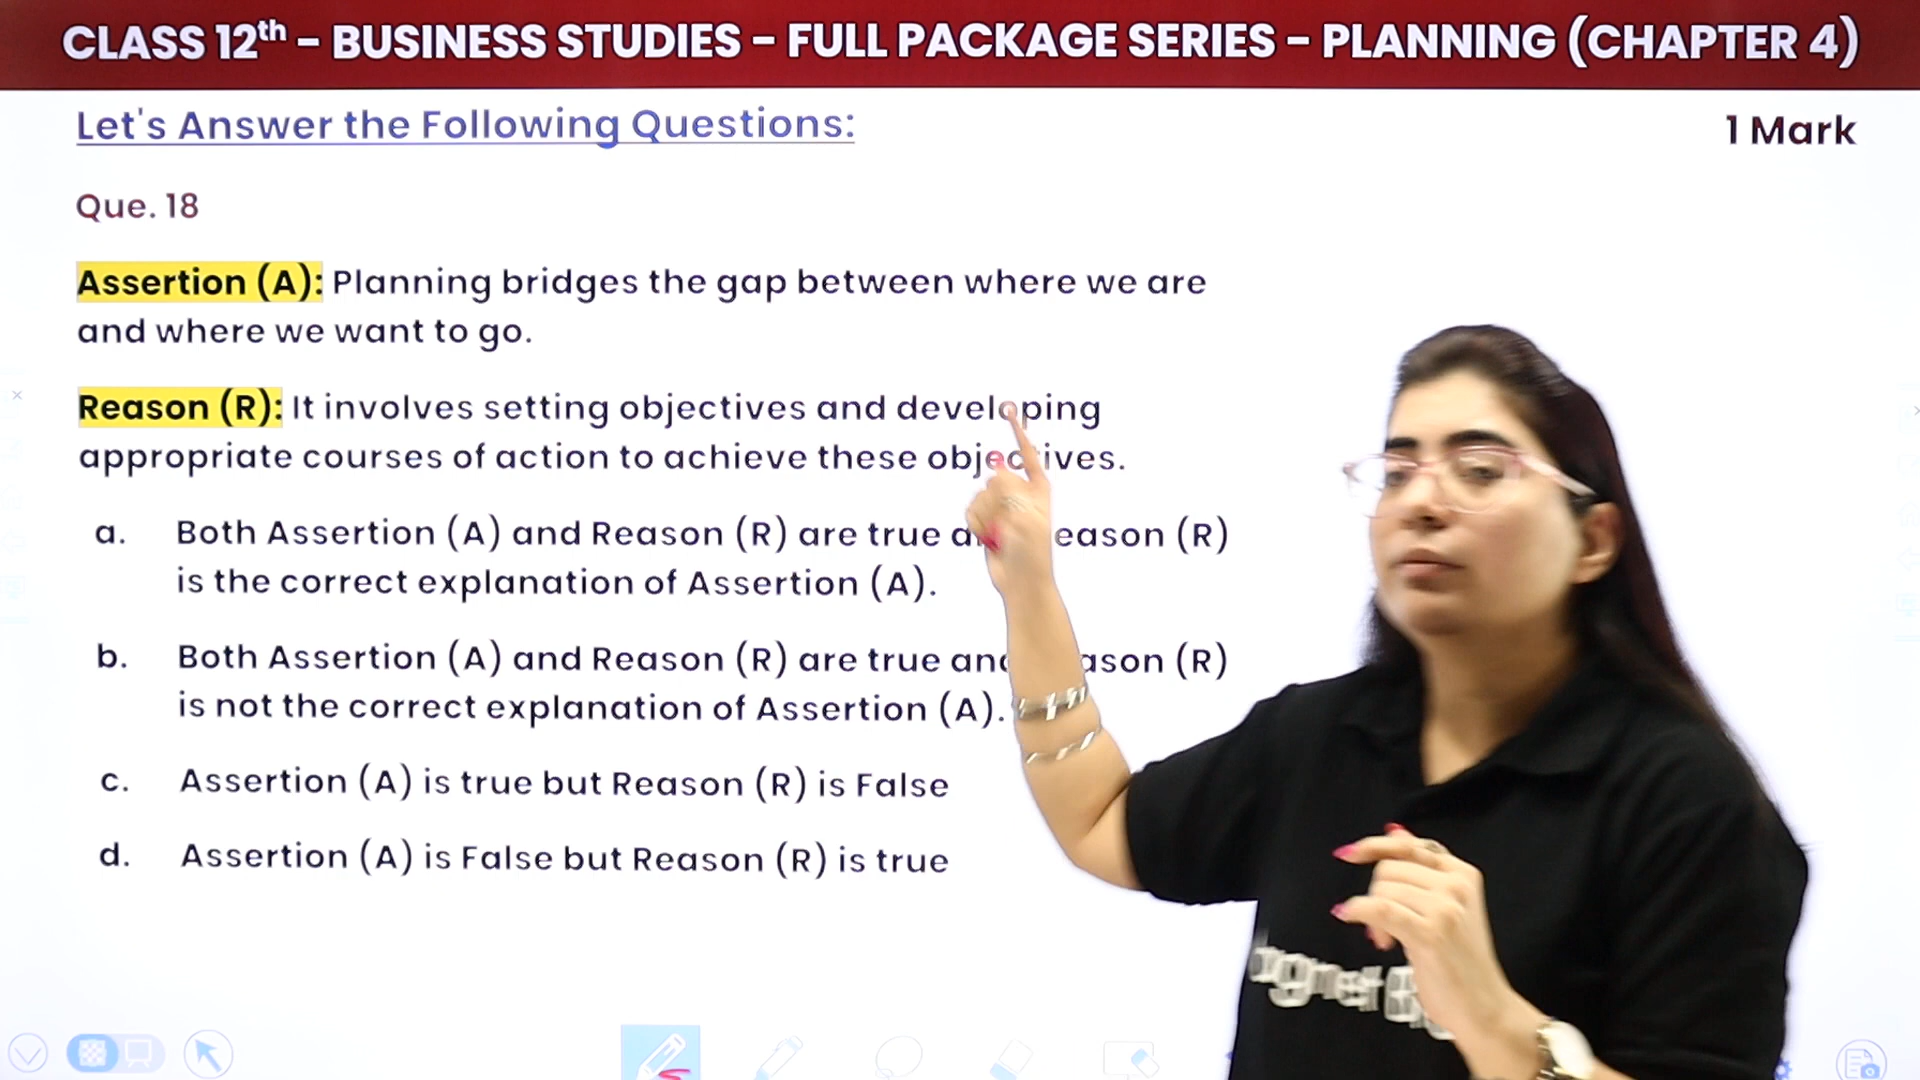 CLASS 12th – BUSINESS STUDIES – FULL PACKAGE SERIES – PLANNING (CHAPTER 4)
Let's Answer the Following Questions:
1 Mark
Que. 18
Assertion (A): Planning bridges the gap between where we are
and where we want to go.
Reason (R): It involves setting objectives and developing
appropriate courses of action to achieve these objectives.
a. Both Assertion (A) and Reason (R) are true eason (R)
is the correct explanation of Assertion (A).
b. Both Assertion (A) and Reason (R) are true and ason (R)
is not the correct explanation of Assertion (A).
c. Assertion (A) is true but Reason (R) is False
d. Assertion (A) is False but Reason (R) is true